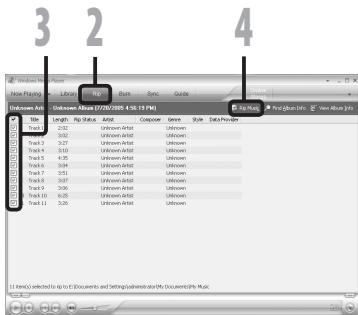 3 2 4
Windows Media Player
Now Playing Library Rip Burn Sync Guide
Unknown Artist - Unknown Album (7/20/2005 4:56:19 PM) Rip Music Find Album Info View Album Info
Title Length Rip Status Artist Composer Genre Style Data Provider
Track 1 2:02 Unknown Artist Unknown
3:02 Unknown Artist Unknown
Track 3 3:27 Unknown Artist Unknown
Track 4 3:10 Unknown Artist Unknown
Track 5 4:35 Unknown Artist Unknown
Track 6 3:04 Unknown Artist Unknown
Track 7 3:51 Unknown Artist Unknown
Track 8 3:07 Unknown Artist Unknown
Track 9 3:06 Unknown Artist Unknown
Track 10 6:25 Unknown Artist Unknown
Track 11 3:26 Unknown Artist Unknown
11 item(s) selected to rip to E:\Documents and Settings\administrator\My Documents\My Music